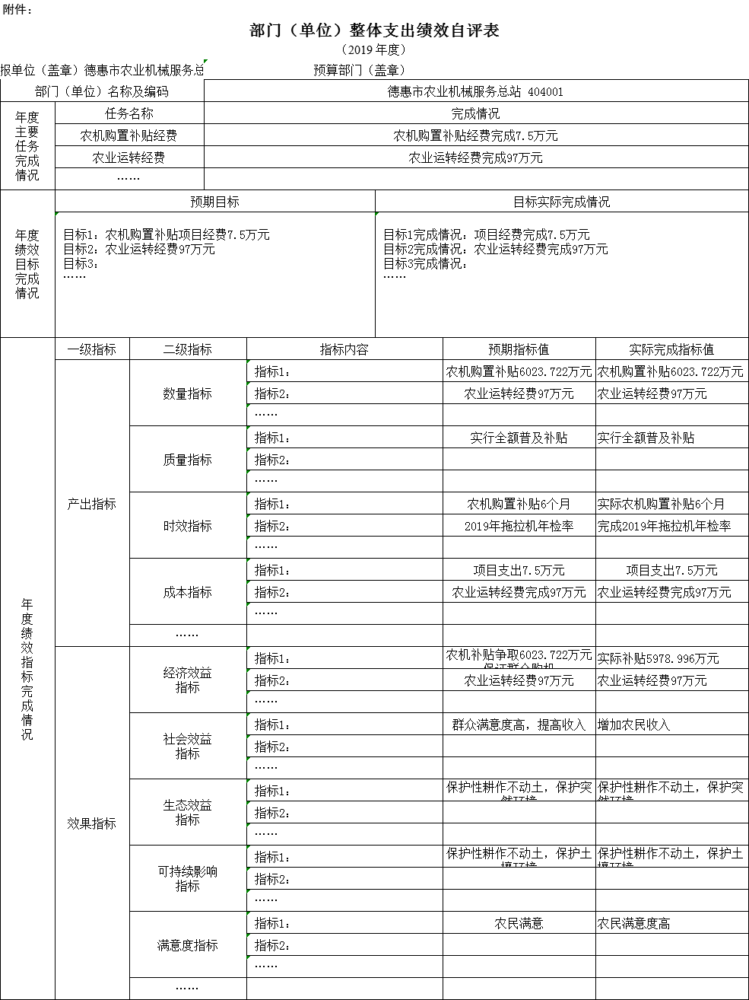 附件：
部门（单位）整体支出绩效自评表
（2019 年度）
报单位（盖章）德惠市农业机械服务总 预算部门（盖章）
部门（单位）名称及编码 德惠市农业机械服务总站 404001
年度主要任务完成情况 任务名称 完成情况
农机购置补贴经费 农机购置补贴经费完成7.5万元
农业运转经费 农业运转经费完成97万元
……
预期目标 目标实际完成情况
年度绩效目标完成情况
目标1：农机购置补贴项目经费7.5万元
目标2：农业运转经费97万元
目标3：
……
目标1完成情况：项目经费完成7.5万元
目标2完成情况：农业运转经费完成97万元
目标3完成情况：
……
年度绩效指标完成情况
一级指标 二级指标 指标内容 预期指标值 实际完成指标值
产出指标
数量指标
指标1： 农机购置补贴6023.722万元 农机购置补贴6023.722万元
指标2： 农业运转经费97万元 农业运转经费97万元
……
质量指标
指标1： 实行全额普及补贴 实行全额普及补贴
指标2：
……
时效指标
指标1： 农机购置补贴6个月 实际农机购置补贴6个月
指标2： 2019年拖拉机年检率 完成2019年拖拉机年检率
……
成本指标
指标1： 项目支出7.5万元 项目支出7.5万元
指标2： 农业运转经费完成97万元 农业运转经费完成97万元
……
……
效果指标
经济效益指标
指标1： 农机补贴争取6023.722万元 实际补贴5978.996万元
指标2： 农业运转经费97万元 农业运转经费97万元
……
社会效益指标
指标1： 群众满意度高，提高收入 增加农民收入
指标2：
……
生态效益指标
指标1： 保护性耕作不动土，保护突 保护性耕作不动土，保护突
指标2：
……
可持续影响指标
指标1： 保护性耕作不动土，保护土 保护性耕作不动土，保护土
指标2：
……
满意度指标
指标1： 农民满意 农民满意度高
指标2：
……
……